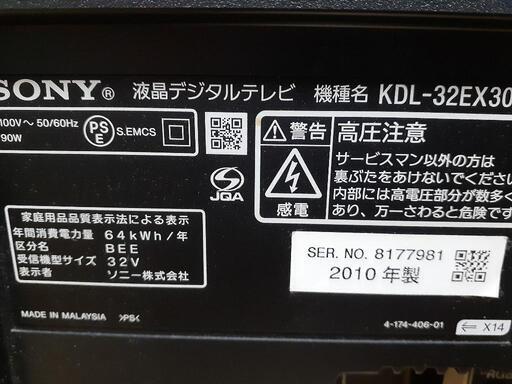 SONY® 液晶デジタルテレビ 機種名 KDL-32EX30
100V～50/60Hz
90W
PS
E
S.EMCS
JQA
警告
高圧注意
サービスマン以外の方は
裏ぶたをあけないでくださ
内部には高電圧部分が数多く
あり、万一さわると危険です
感電
家庭用品品質表示法による表示
年間消費電力量 64kWh/年
区分名 BEE
受信機型サイズ 32V
表示者 ソニー株式会社
SER. NO. 8177981
2010 年製
MADE IN MALAYSIA >PS<
4-174-406-01
X14